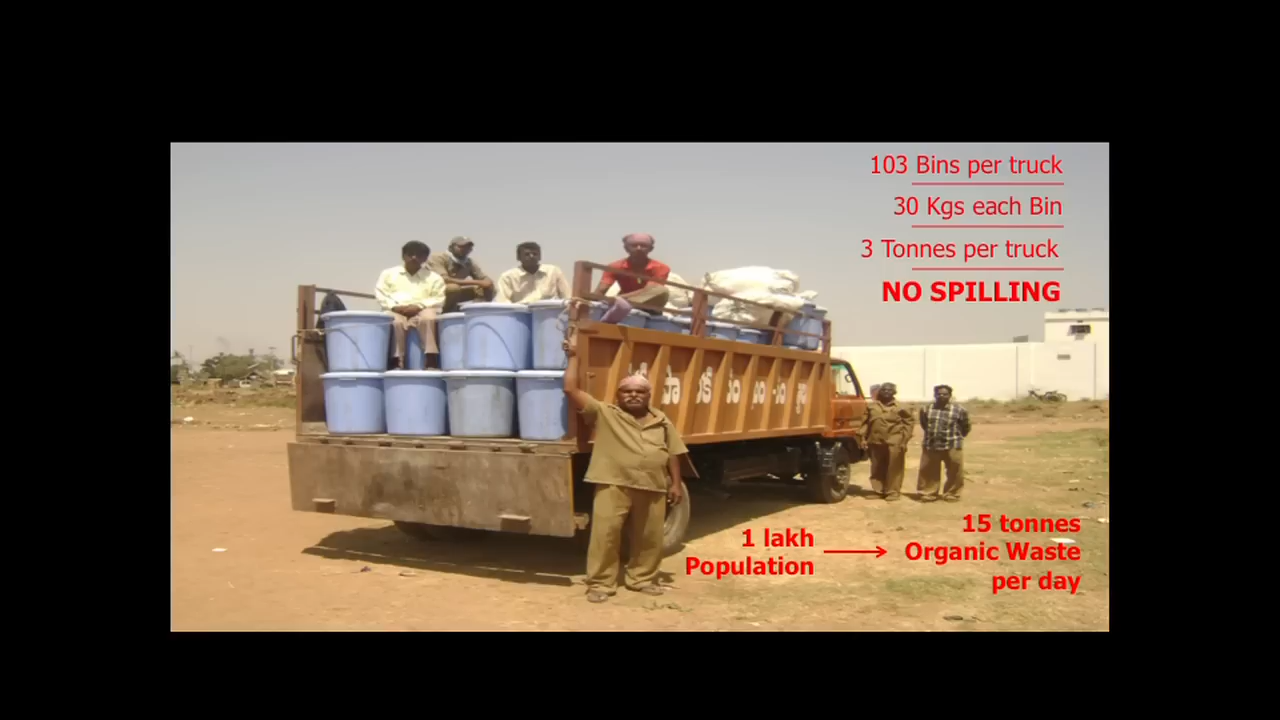 103 Bins per truck
30 Kgs each Bin
3 Tonnes per truck
NO SPILLING
1 lakh
Population
15 tonnes
Organic Waste
per day